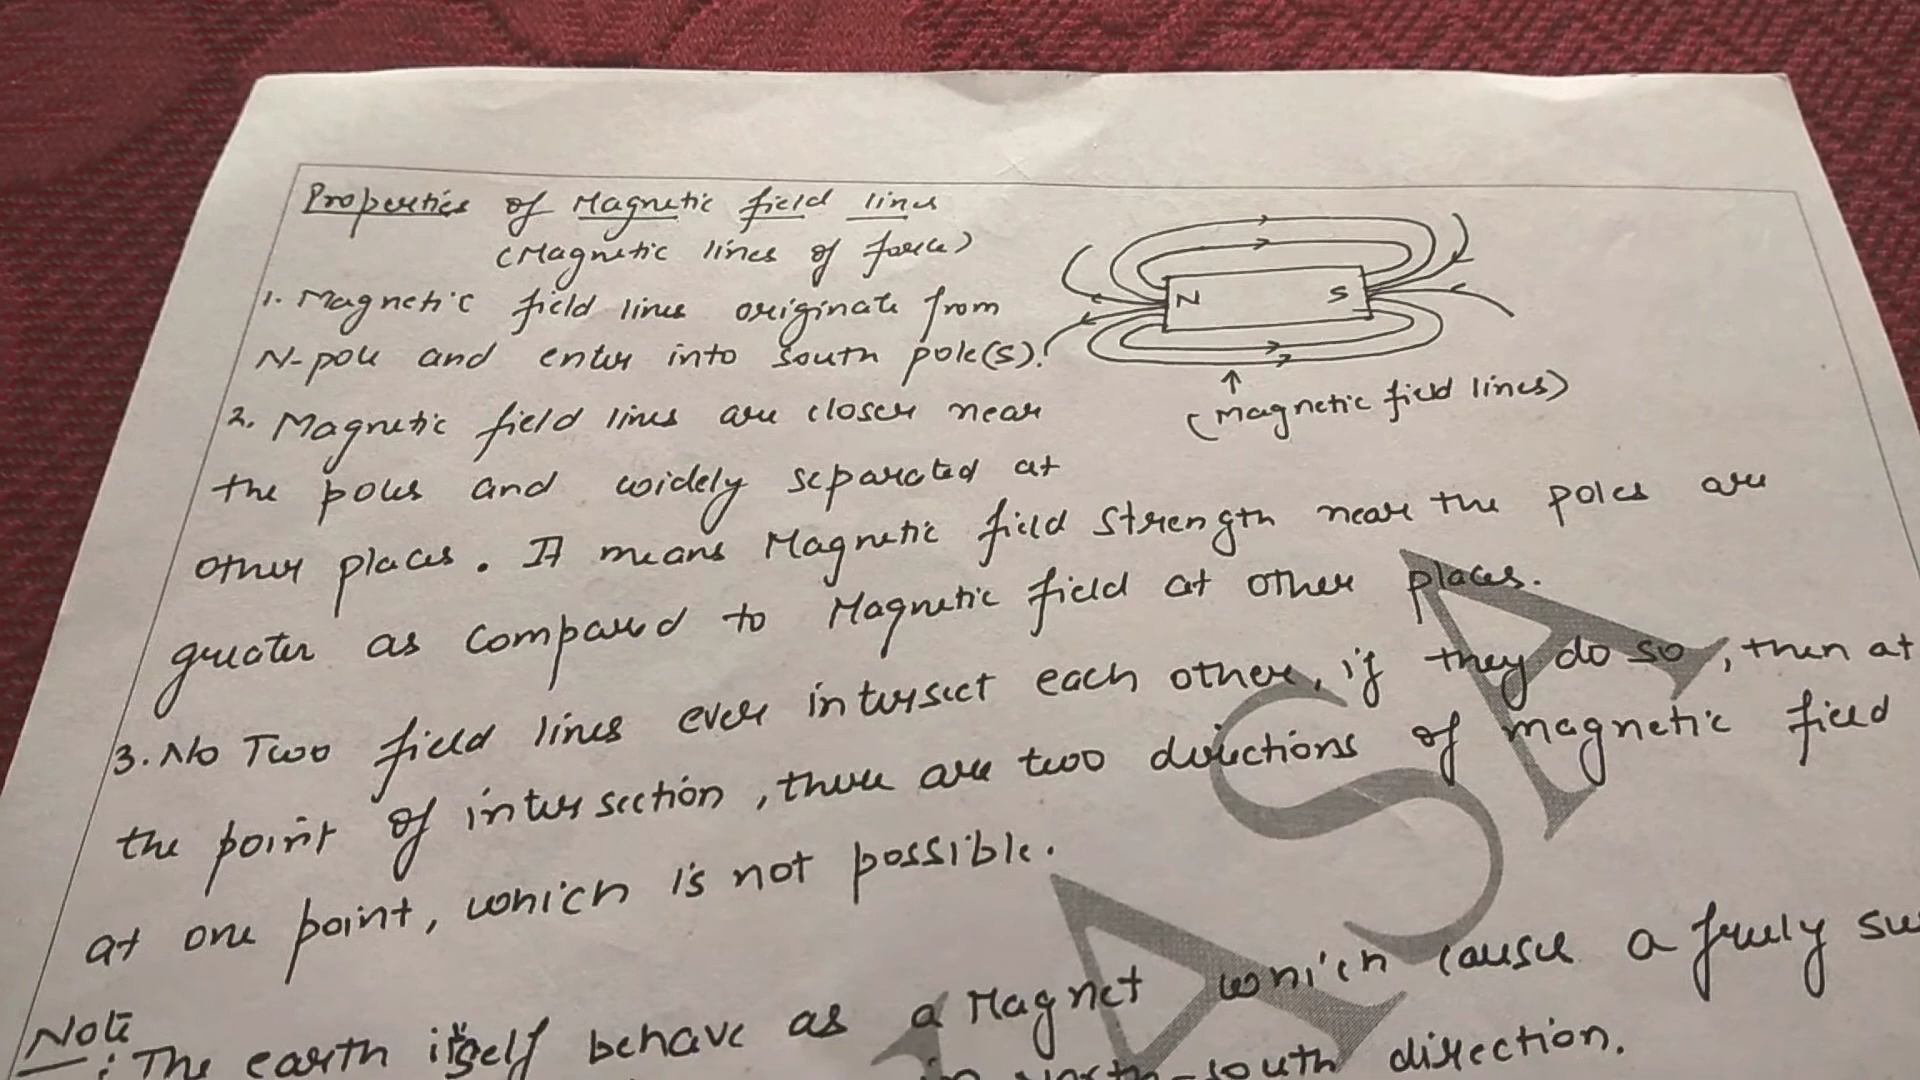 Properties of Magnetic field lines
(Magnetic lines of force)
1. Magnetic field lines originate from
N-pole and enter into south pole(s).
N S
(Magnetic field lines)
2. Magnetic field lines are closer near
the poles and widely separated at
other places. It means Magnetic field strength near the poles are
greater as compared to Magnetic field at other places.
3. No Two field lines ever intersect each other, if they do so, then at
the point of intersection, there are two directions of magnetic field
at one point, which is not possible.
Note
: The earth itself behave as a Magnet which cause a freely
in North-south direction.
ASA